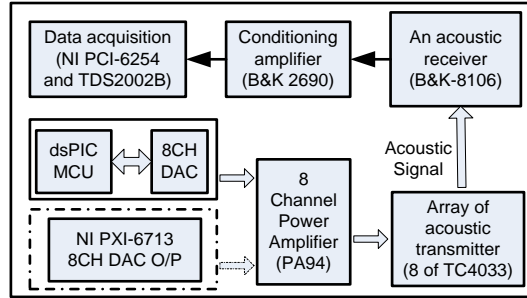 Data acquisition
(NI PCI-6254
and TDS2002B)
Conditioning
amplifier
(B&K 2690)
An acoustic
receiver
(B&K-8106)
dsPIC
MCU
8CH
DAC
NI PXI-6713
8CH DAC O/P
8
Channel
Power
Amplifier
(PA94)
Acoustic
Signal
Array of
acoustic
transmitter
(8 of TC4033)